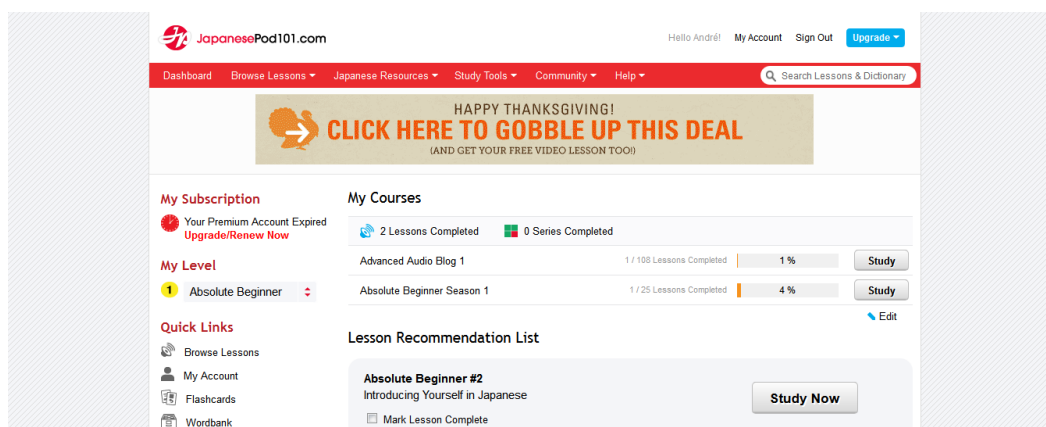 JapanesePod101.com
Hello André! My Account Sign Out Upgrade
Dashboard Browse Lessons Japanese Resources Study Tools Community Help Search Lessons & Dictionary
HAPPY THANKSGIVING!
CLICK HERE TO GOBBLE UP THIS DEAL
(AND GET YOUR FREE VIDEO LESSON TOO!)
My Subscription
Your Premium Account Expired
Upgrade/Renew Now
My Level
1 Absolute Beginner
Quick Links
Browse Lessons
My Account
Flashcards
Wordbank
My Courses
2 Lessons Completed 0 Series Completed
Advanced Audio Blog 1 1 / 108 Lessons Completed 1 % Study
Absolute Beginner Season 1 1 / 25 Lessons Completed 4 % Study
Edit
Lesson Recommendation List
Absolute Beginner #2
Introducing Yourself in Japanese
Study Now
Mark Lesson Complete